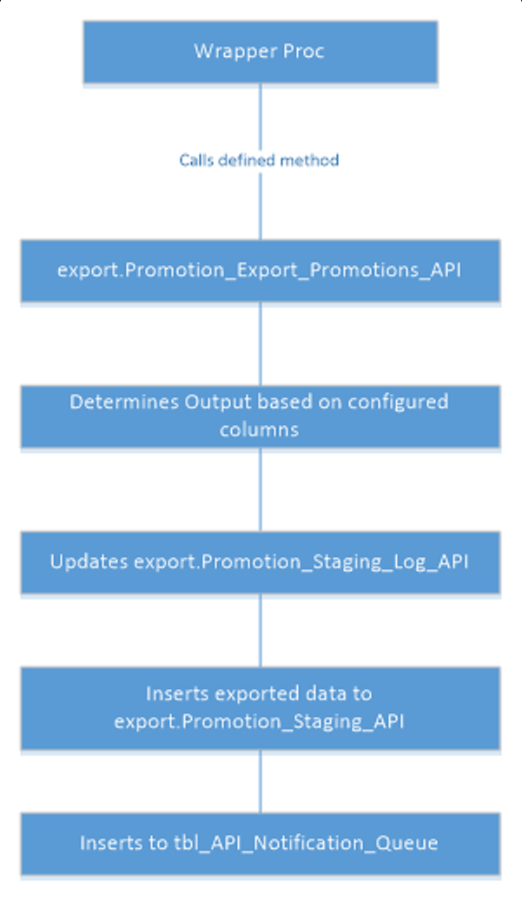 Wrapper Proc
Calls defined method
export.Promotion_Export_Promotions_API
Determines Output based on configured
columns
Updates export.Promotion_Staging_Log_API
Inserts exported data to
export.Promotion_Staging_API
Inserts to tbl_API_Notification_Queue